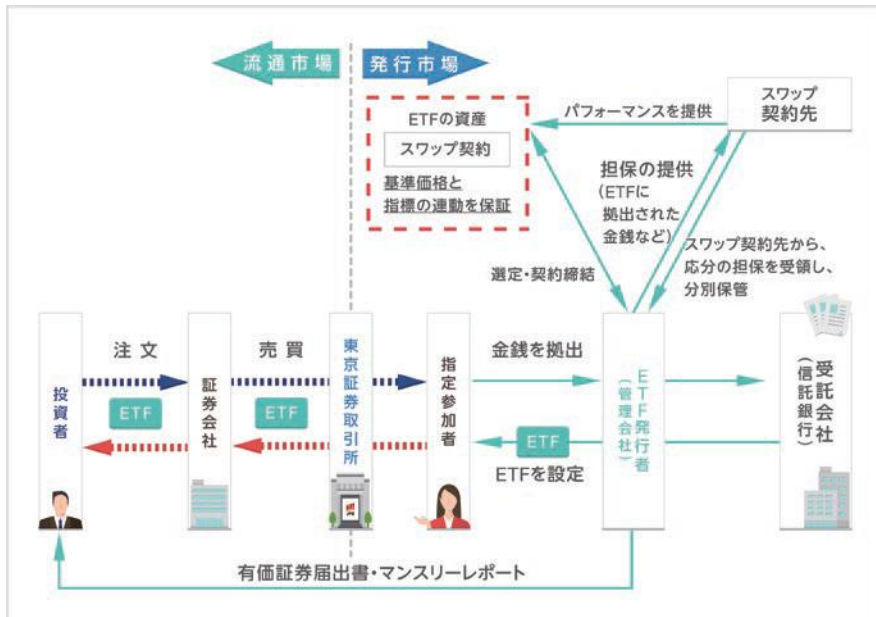 流通市場
発行市場
ETFの資産
スワップ契約
基準価格と
指標の連動を保証
パフォーマンスを提供
スワップ
契約先
担保の提供
(ETFに
拠出された
金銭など)
スワップ契約先から、
応分の担保を受領し、
分別保管
選定・契約締結
投資者
注文
ETF
証券会社
売買
ETF
東京証券取引所
指定参加者
金銭を拠出
ETF
ETFを設定
ETF発行者
(管理会社)
受託会社
(信託銀行)
有価証券届出書・マンスリーレポート